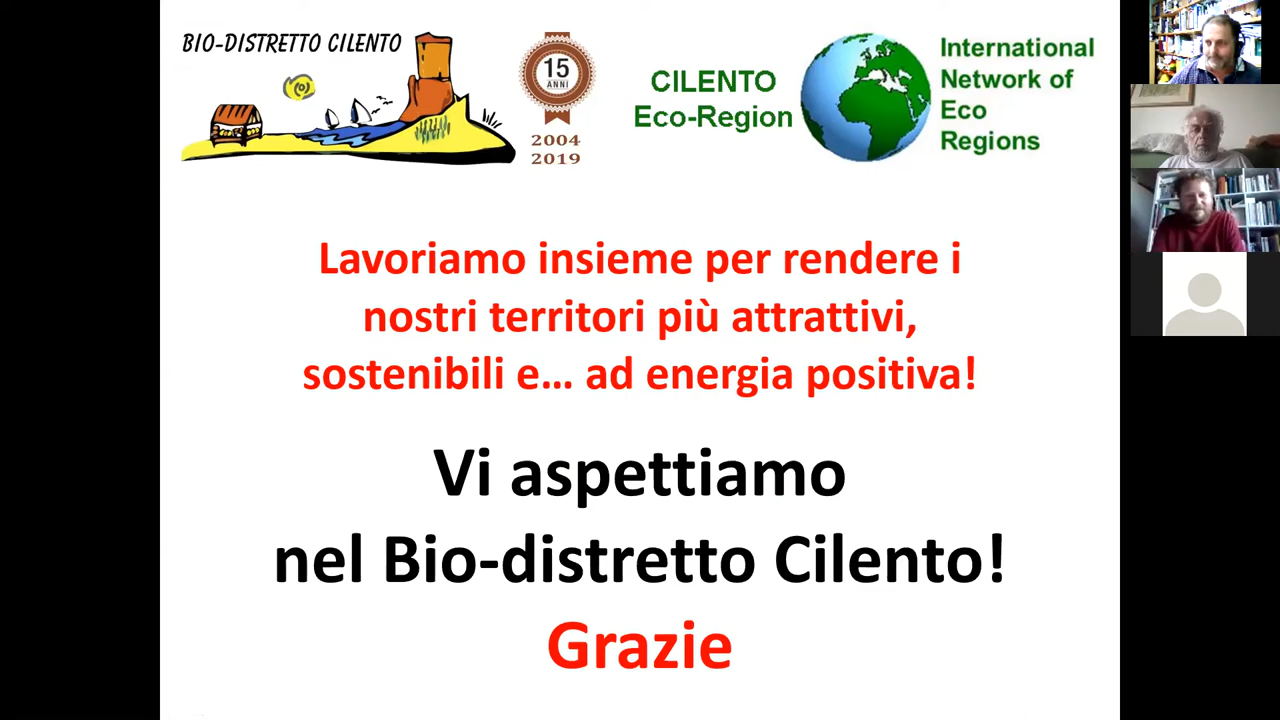 BIO-DISTRETTO CILENTO
15
ANNI
2004
2019
CILENTO
Eco-Region
International
Network of
Eco
Regions
Lavoriamo insieme per rendere i
nostri territori più attrattivi,
sostenibili e... ad energia positiva!
Vi aspettiamo
nel Bio-distretto Cilento!
Grazie